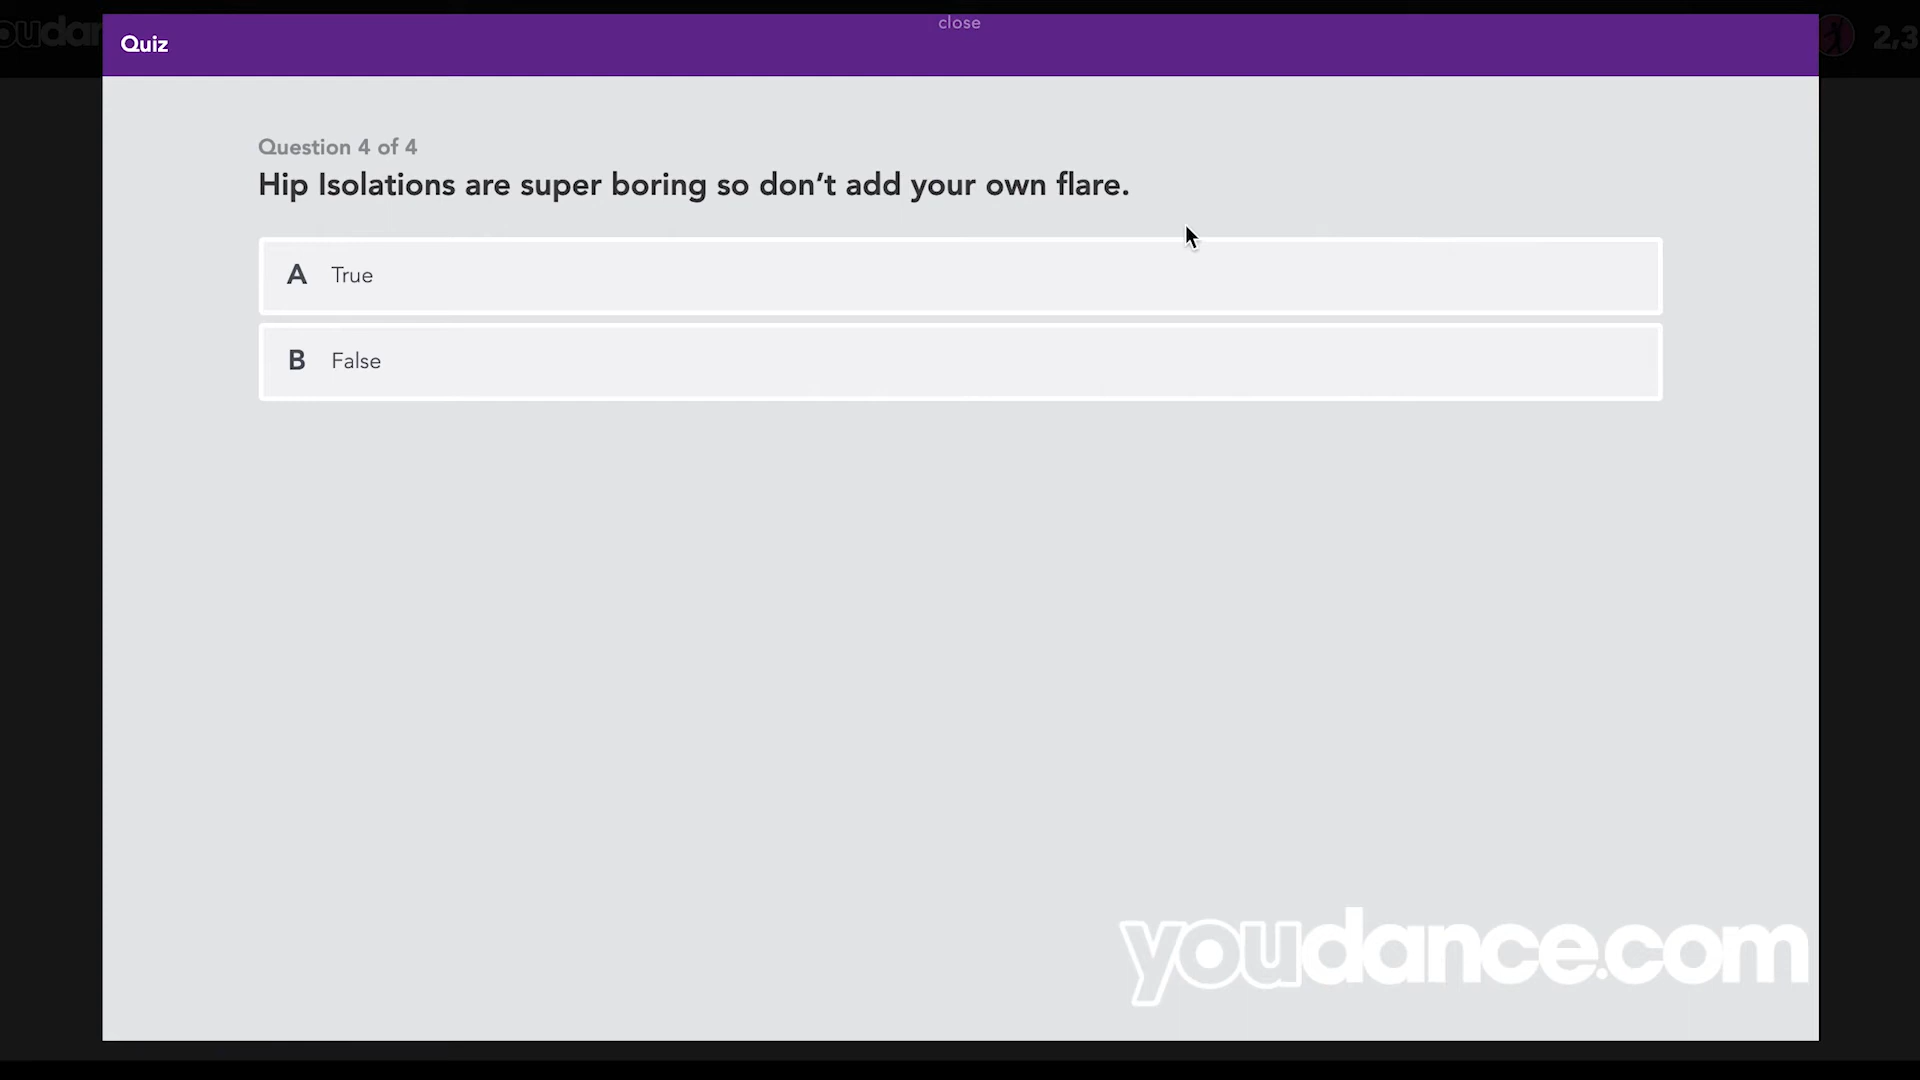 close
Quiz
Question 4 of 4
Hip Isolations are super boring so don’t add your own flare.
A True
B False
youdance.com